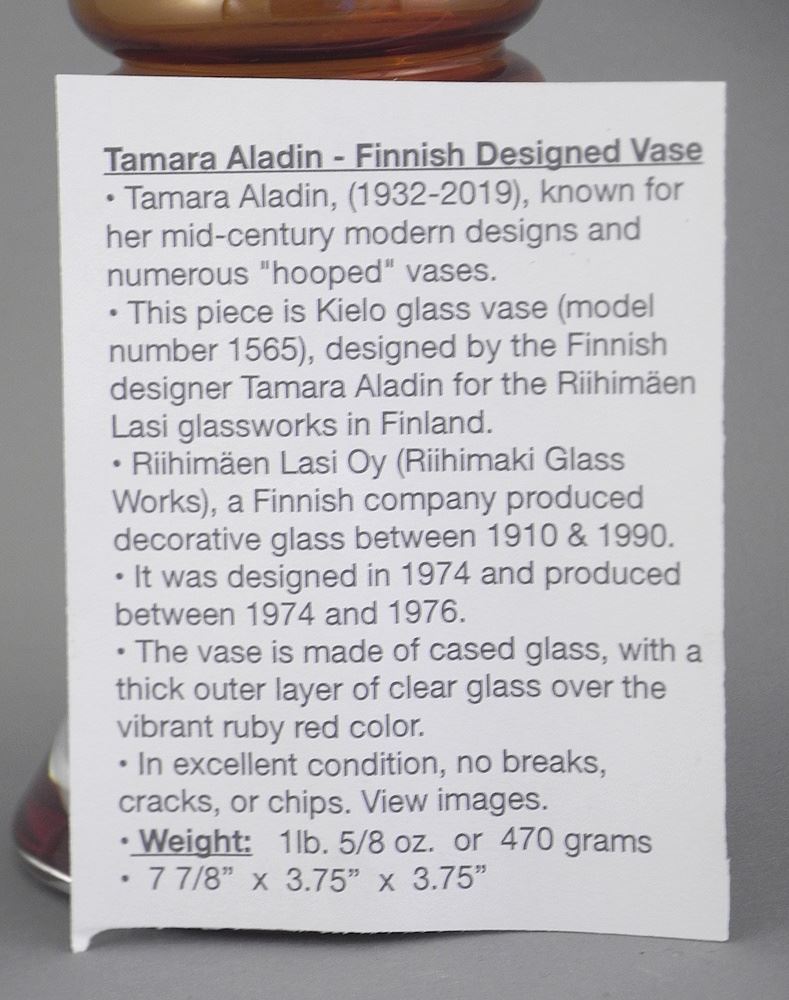 Tamara Aladin - Finnish Designed Vase
• Tamara Aladin, (1932-2019), known for
her mid-century modern designs and
numerous "hooped" vases.
• This piece is Kielo glass vase (model
number 1565), designed by the Finnish
designer Tamara Aladin for the Riihimäen
Lasi glassworks in Finland.
• Riihimäen Lasi Oy (Riihimaki Glass
Works), a Finnish company produced
decorative glass between 1910 & 1990.
• It was designed in 1974 and produced
between 1974 and 1976.
• The vase is made of cased glass, with a
thick outer layer of clear glass over the
vibrant ruby red color.
• In excellent condition, no breaks,
cracks, or chips. View images.
• Weight: 1lb. 5/8 oz. or 470 grams
• 7 7/8” x 3.75” x 3.75”